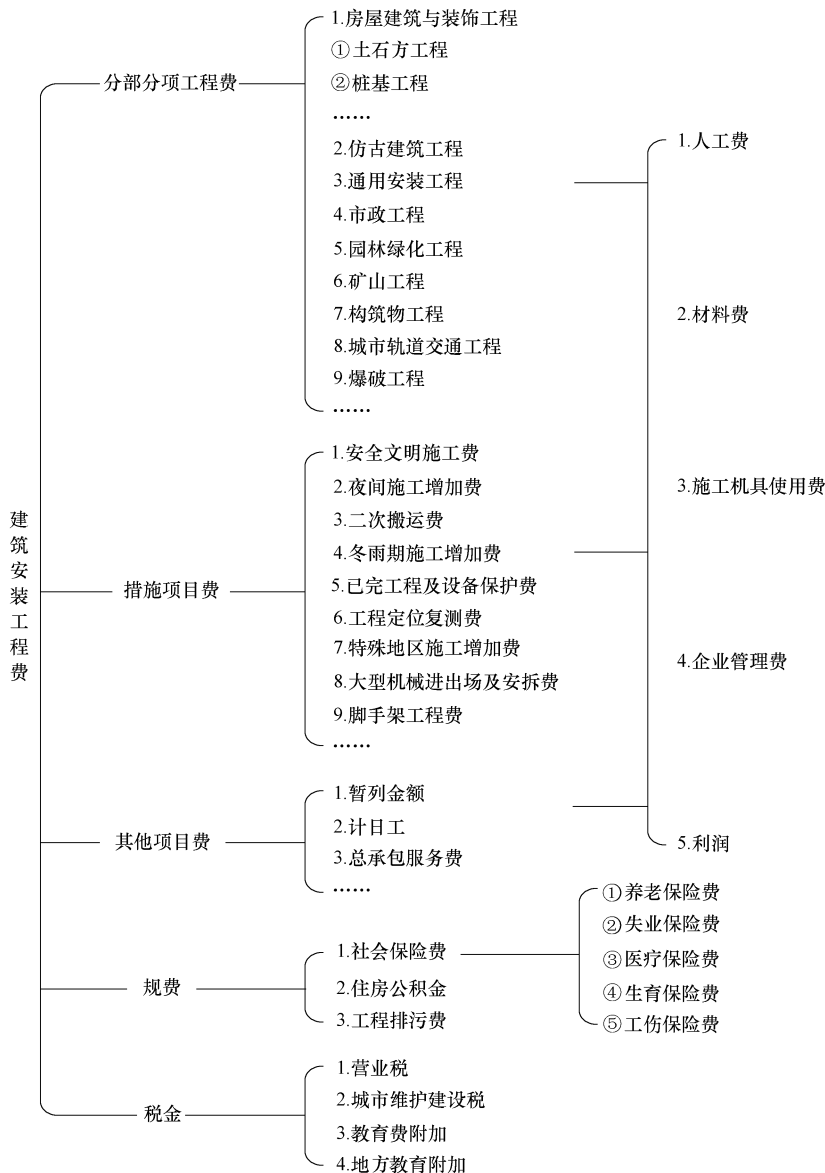 建筑安装工程费
分部分项工程费
1.房屋建筑与装饰工程
①土石方工程
②桩基工程
……
2.仿古建筑工程
3.通用安装工程
4.市政工程
5.园林绿化工程
6.矿山工程
7.构筑物工程
8.城市轨道交通工程
9.爆破工程
……
措施项目费
1.安全文明施工费
2.夜间施工增加费
3.二次搬运费
4.冬雨期施工增加费
5.已完工程及设备保护费
6.工程定位复测费
7.特殊地区施工增加费
8.大型机械进出场及安拆费
9.脚手架工程费
……
其他项目费
1.暂列金额
2.计日工
3.总承包服务费
……
1.人工费
2.材料费
3.施工机具使用费
4.企业管理费
5.利润
规费
1.社会保险费
2.住房公积金
3.工程排污费
①养老保险费
②失业保险费
③医疗保险费
④生育保险费
⑤工伤保险费
税金
1.营业税
2.城市维护建设税
3.教育费附加
4.地方教育附加